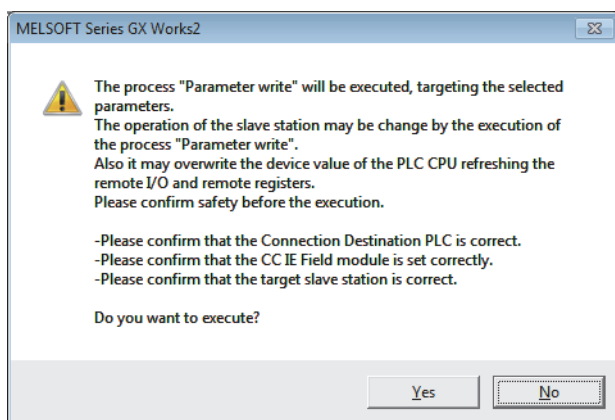 MELSOFT Series GX Works2
The process "Parameter write" will be executed, targeting the selected
parameters.
The operation of the slave station may be change by the execution of
the process "Parameter write".
Also it may overwrite the device value of the PLC CPU refreshing the
remote I/O and remote registers.
Please confirm safety before the execution.
-Please confirm that the Connection Destination PLC is correct.
-Please confirm that the CC IE Field module is set correctly.
-Please confirm that the target slave station is correct.
Do you want to execute?
Yes
No